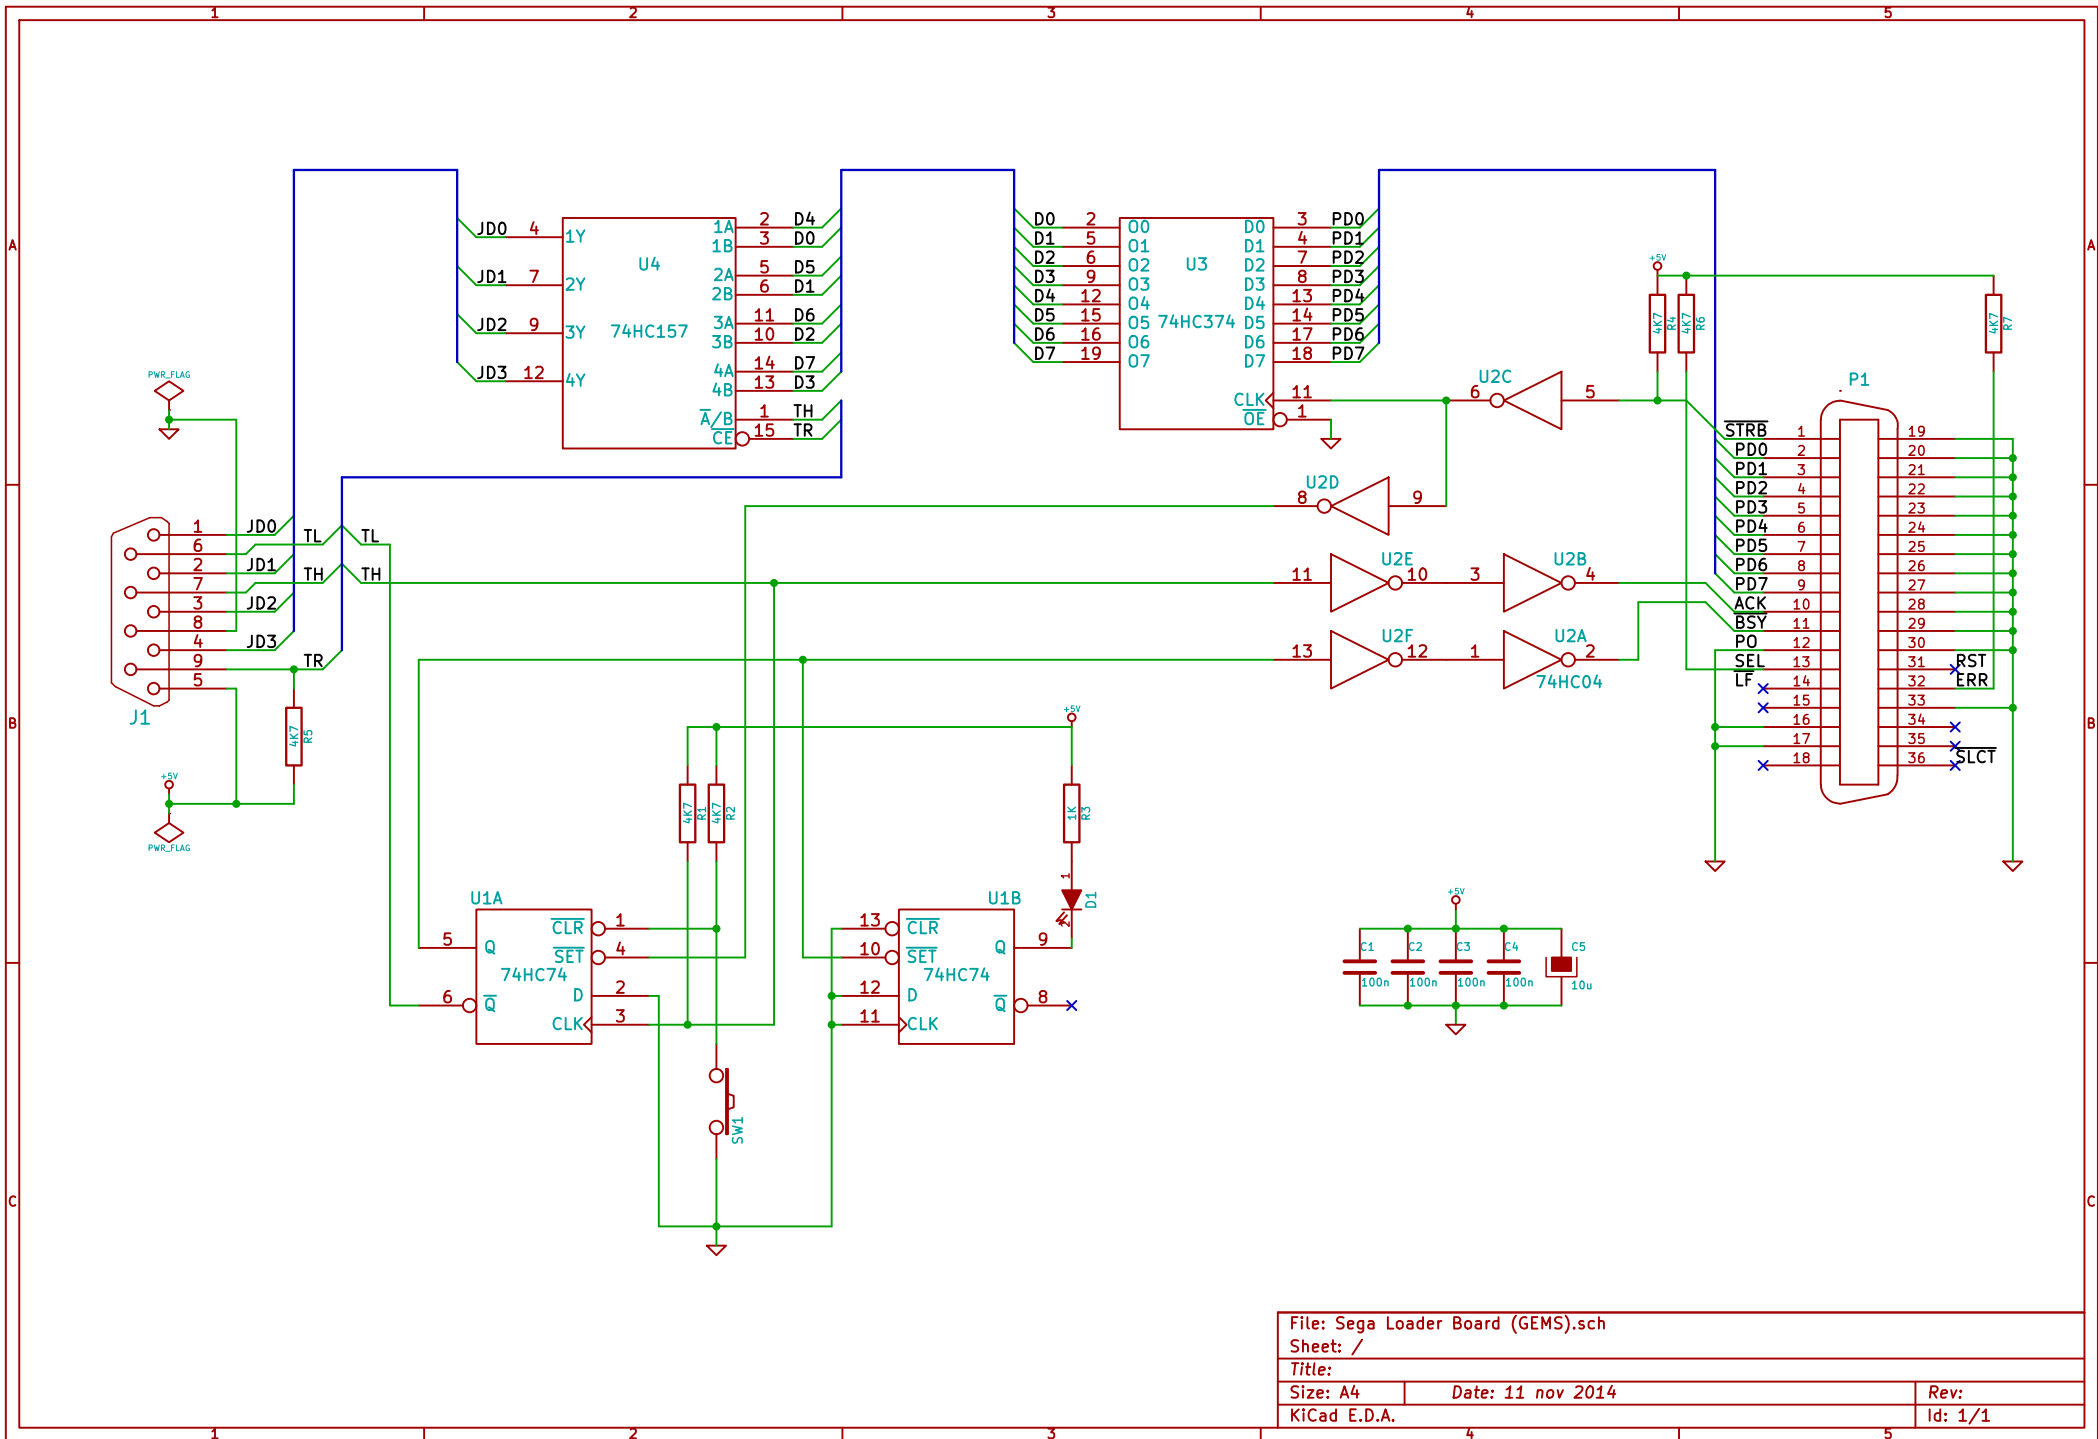 1 2 3 4 5
A A
B B
C C
1 2 3 4 5
JD0 4 1Y
JD1 7 2Y
JD2 9 3Y
JD3 12 4Y
U4
74HC157
1A 2 D4
1B 3 D0
2A 5 D5
2B 6 D1
3A 11 D6
3B 10 D2
4A 14 D7
4B 13 D3
A/B 1 TH
CE 15 TR
D0 2 O0
D1 5 O1
D2 6 O2
D3 9 O3
D4 12 O4
D5 15 O5
D6 16 O6
D7 19 O7
U3
74HC374
D0 3 PD0
D1 4 PD1
D2 7 PD2
D3 8 PD3
D4 13 PD4
D5 14 PD5
D6 17 PD6
D7 18 PD7
CLK 11
OE 1
U2C
6 5
U2D
8 9
U2E
11 10
U2B
3 4
U2F
13 12
U2A
1 2
74HC04
+5V
4K7 R4
4K7 R6
4K7 R7
P1
STRB 1 19
PD0 2 20
PD1 3 21
PD2 4 22
PD3 5 23
PD4 6 24
PD5 7 25
PD6 8 26
PD7 9 27
ACK 10 28
BSY 11 29
PO 12 30
SEL 13 31 RST
LF 14 32 ERR
15 33
16 34
17 35
18 36 SLCT
PWR_FLAG
1 JD0
6 TL TL
2 JD1
7 TH TH
3 JD2
8
4 JD3
9 TR
5
J1
4K7 R5
+5V
PWR_FLAG
+5V
4K7 R1
4K7 R2
1K R3
1
2
D1
U1A
5 Q
6 Q
74HC74
CLR 1
SET 4
D 2
CLK 3
U1B
13 CLR
10 SET
12 D
11 CLK
74HC74
Q 9
Q 8
SW1
+5V
C1 C2 C3 C4 C5
100n 100n 100n 100n 10u
File: Sega Loader Board (GEMS).sch
Sheet: /
Title:
Size: A4 Date: 11 nov 2014 Rev:
KiCad E.D.A. Id: 1/1